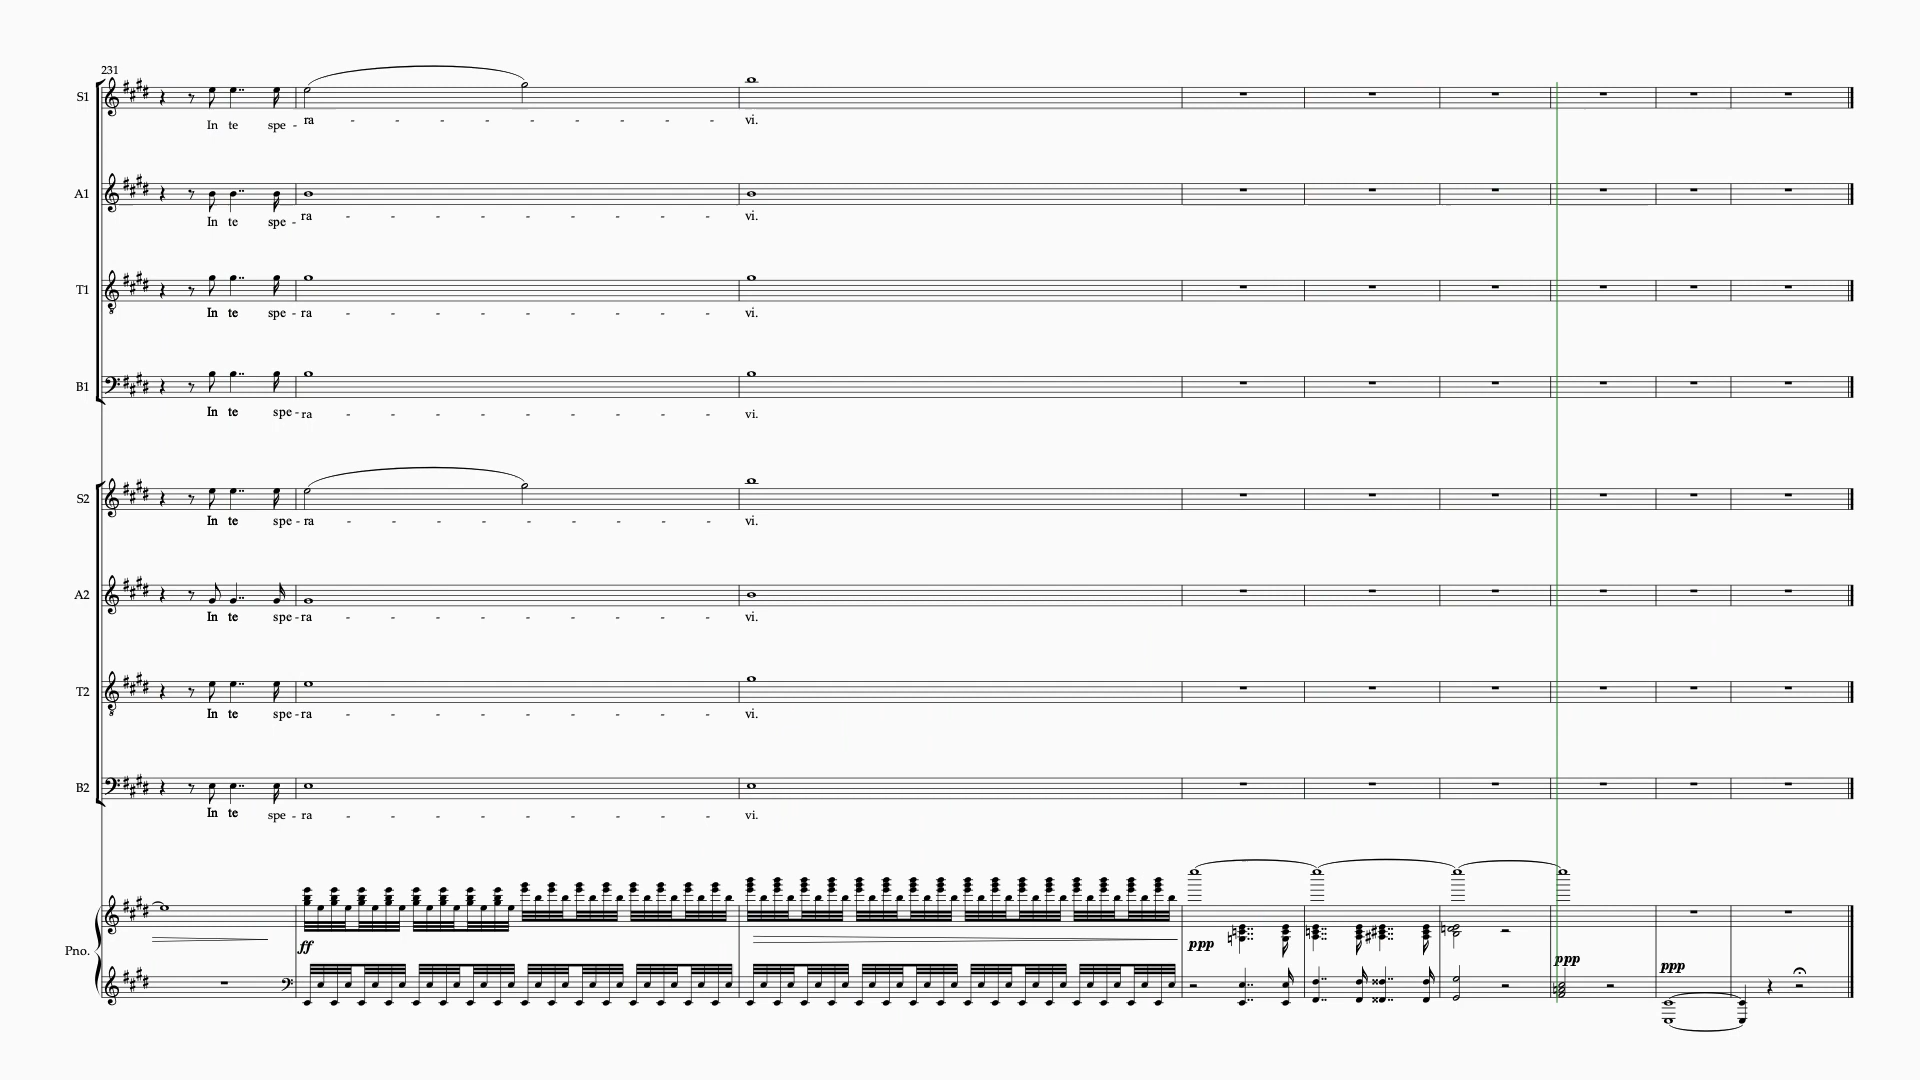 231
S1
In te spe - ra - - - - - - - - - vi.
A1
In te spe - ra - - - - - - - - - vi.
T1
In te spe - ra - - - - - - - - - vi.
B1
In te spe - ra - - - - - - - - - vi.
S2
In te spe - ra - - - - - - - - - vi.
A2
In te spe - ra - - - - - - - - - vi.
T2
In te spe - ra - - - - - - - - - vi.
B2
In te spe - ra - - - - - - - - - vi.
Pno.
ff ppp
ppp ppp